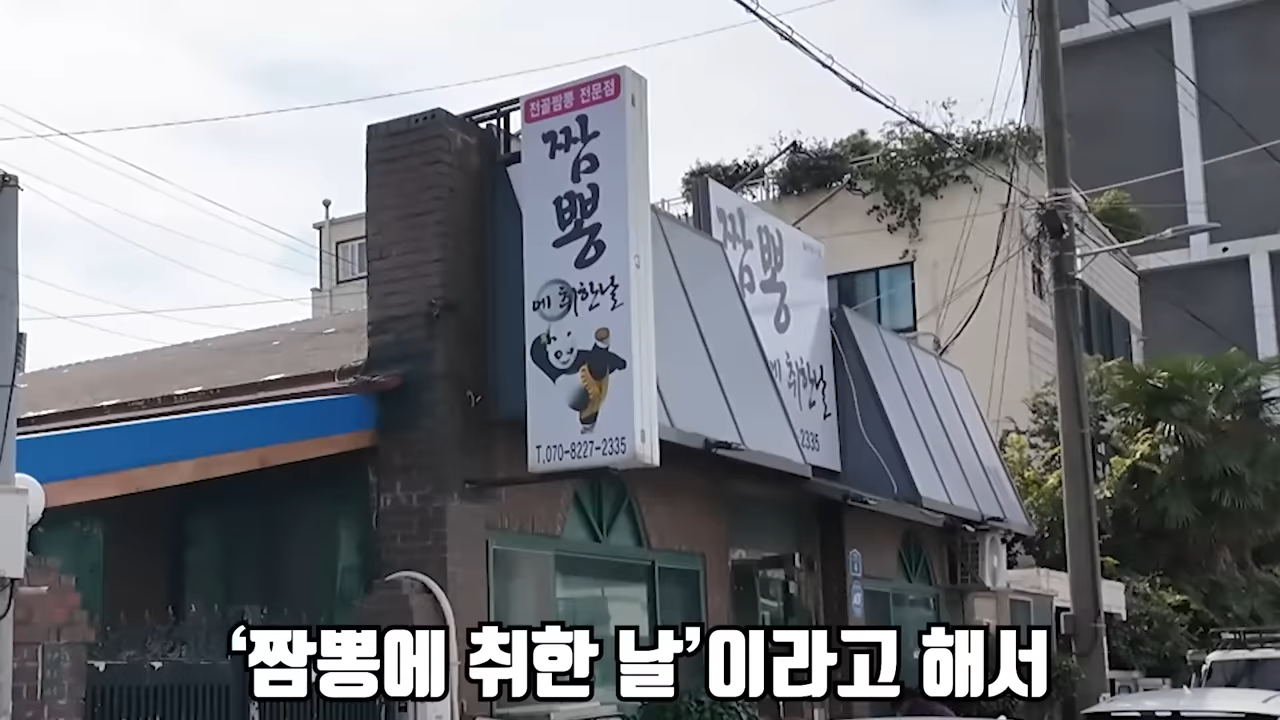 전골짬뽕 전문점
짬
뽕
에 취한날
T.070-8227-2335
짬뽕
에 취한날
2335
‘짬뽕에 취한 날’이라고 해서